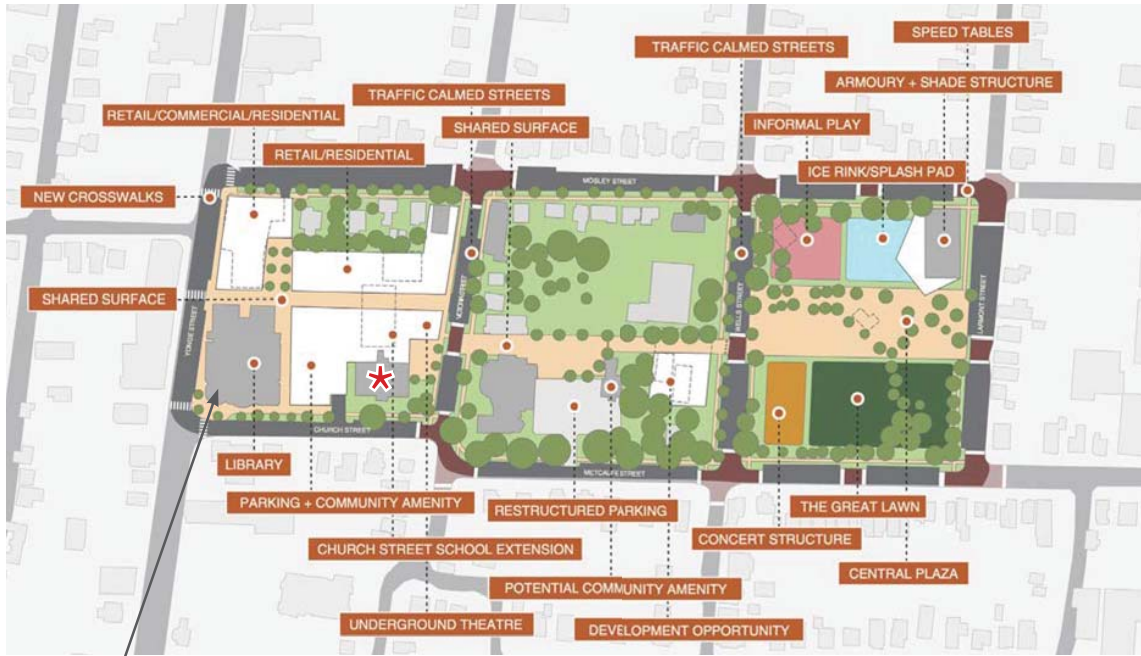 SPEED TABLES
TRAFFIC CALMED STREETS
ARMOURY + SHADE STRUCTURE
TRAFFIC CALMED STREETS
RETAIL/COMMERCIAL/RESIDENTIAL
SHARED SURFACE
INFORMAL PLAY
RETAIL/RESIDENTIAL
ICE RINK/SPLASH PAD
MOSLEY STREET
NEW CROSSWALKS
SHARED SURFACE
YONGE STREET
WELLS STREET
LARMONT STREET
CHURCH STREET
LIBRARY
METCALFE STREET
PARKING + COMMUNITY AMENITY
RESTRUCTURED PARKING
THE GREAT LAWN
CONCERT STRUCTURE
CHURCH STREET SCHOOL EXTENSION
CENTRAL PLAZA
POTENTIAL COMMUNITY AMENITY
UNDERGROUND THEATRE
DEVELOPMENT OPPORTUNITY